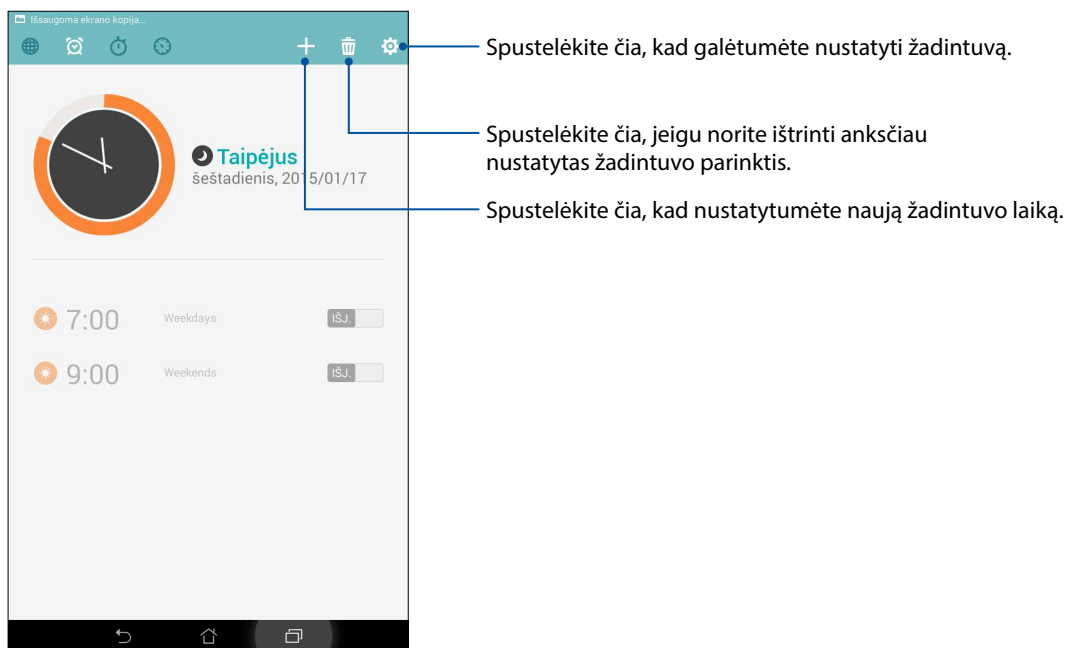 Išsaugoma ekrano kopija...
Spustelėkite čia, kad galėtumėte nustatyti žadintuvą.
Spustelėkite čia, jeigu norite ištrinti anksčiau
nustatytas žadintuvo parinktis.
Spustelėkite čia, kad nustatytumėte naują žadintuvo laiką.
Taipėjus
šeštadienis, 2015/01/17
7:00 Weekdays IŠJ.
9:00 Weekends IŠJ.